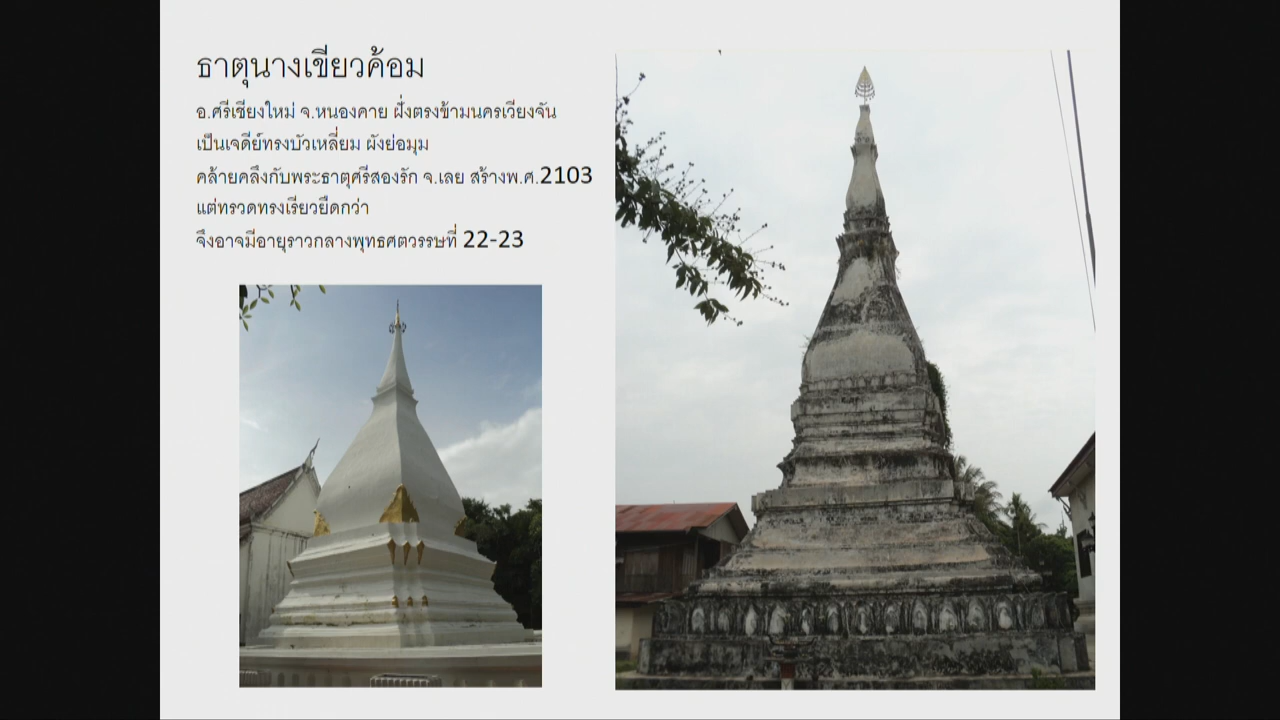 ธาตุนางเขียวค้อม
อ.ศรีเชียงใหม่ จ.หนองคาย ฝั่งตรงข้ามนครเวียงจัน
เป็นเจดีย์ทรงบัวเหลี่ยม ผังย่อมุม
คล้ายคลึงกับพระธาตุศรีสองรัก จ.เลย สร้างพ.ศ.2103
แต่ทรวดทรงเรียวยืดกว่า
จึงอาจมีอายุราวกลางพุทธศตวรรษที่ 22-23